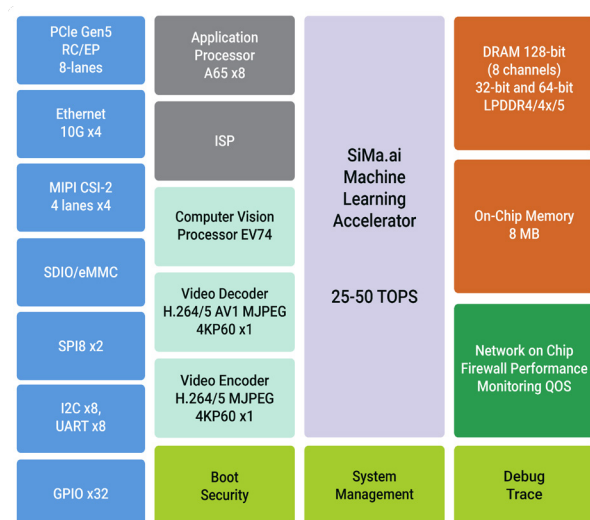 PCIe Gen5
RC/EP
8-lanes
Ethernet
10G x4
MIPI CSI-2
4 lanes x4
SDIO/eMMC
SPI8 x2
I2C x8,
UART x8
GPIO x32
Application
Processor
A65 x8
ISP
Computer Vision
Processor EV74
Video Decoder
H.264/5 AV1 MJPEG
4KP60 x1
Video Encoder
H.264/5 MJPEG
4KP60 x1
Boot
Security
SiMa.ai
Machine
Learning
Accelerator
25-50 TOPS
System
Management
DRAM 128-bit
(8 channels)
32-bit and 64-bit
LPDDR4/4x/5
On-Chip Memory
8 MB
Network on Chip
Firewall Performance
Monitoring QOS
Debug
Trace